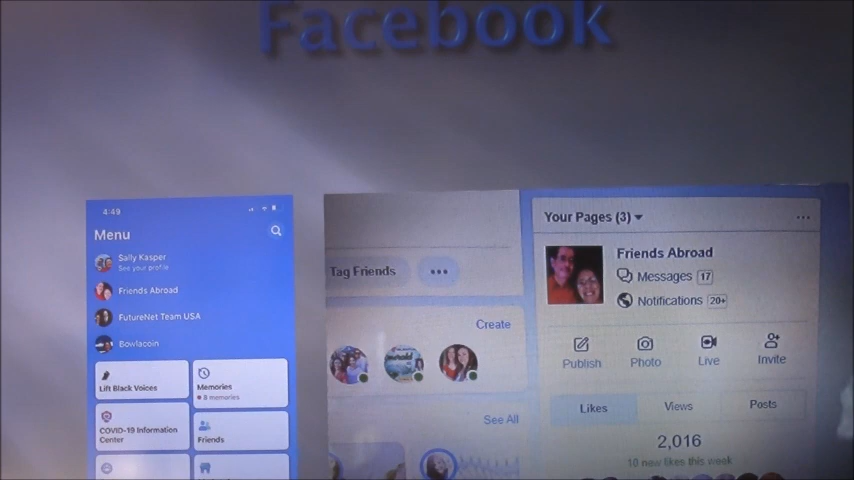 Facebook
4:49
Menu
Sally Kasper
See your profile
Friends Abroad
FutureNet Team USA
Bowlacoin
Lift Black Voices
Memories
8 memories
COVID-19 Information
Center
Friends
Tag Friends
Create
See All
Your Pages (3)
Friends Abroad
Messages 17
Notifications 20+
Publish
Photo
Live
Invite
Likes
Views
Posts
2,016
10 new likes this week